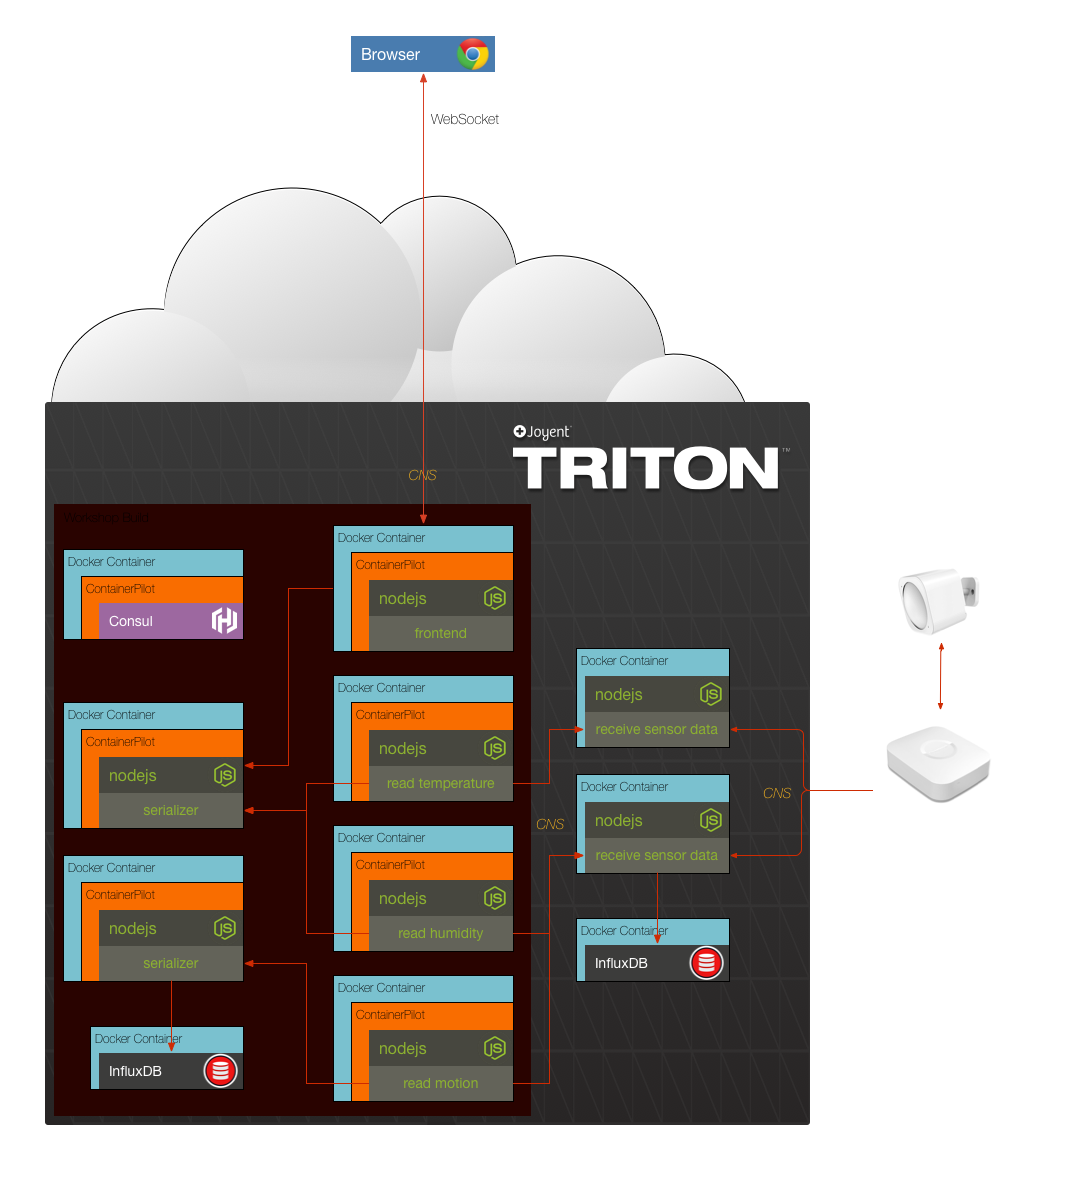 Browser
WebSocket
Joyent
TRITON™
CNS
Workshop Build
Docker Container
ContainerPilot
nodejs
frontend
Docker Container
ContainerPilot
Consul
Docker Container
nodejs
receive sensor data
Docker Container
ContainerPilot
nodejs
read temperature
Docker Container
ContainerPilot
nodejs
serializer
Docker Container
nodejs
receive sensor data
CNS
CNS
Docker Container
ContainerPilot
nodejs
read humidity
Docker Container
ContainerPilot
nodejs
serializer
Docker Container
InfluxDB
Docker Container
ContainerPilot
nodejs
read motion
Docker Container
InfluxDB